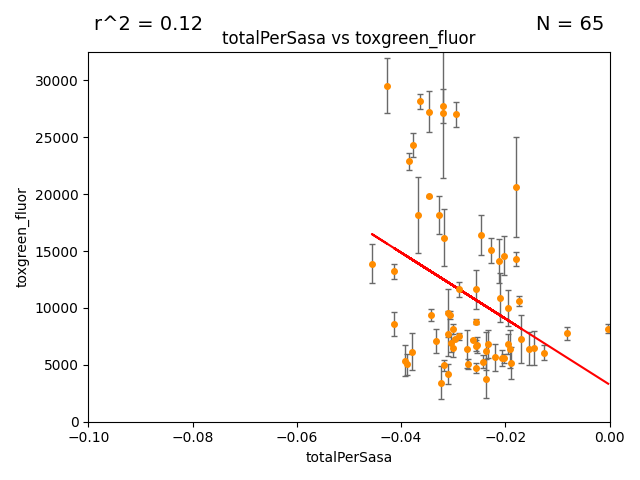 r^2 = 0.12
N = 65
totalPerSasa vs toxgreen_fluor
30000
25000
20000
15000
10000
5000
0
toxgreen_fluor
−0.10
−0.08
−0.06
−0.04
−0.02
0.00
totalPerSasa